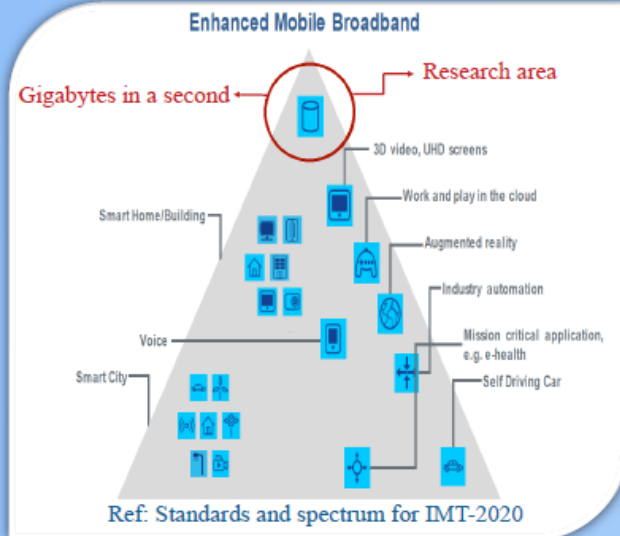 Enhanced Mobile Broadband
Gigabytes in a second
Research area
3D video, UHD screens
Work and play in the cloud
Smart Home/Building
Augmented reality
Industry automation
Voice
Mission critical application,
e.g. e-health
Smart City
Self Driving Car
Ref: Standards and spectrum for IMT-2020